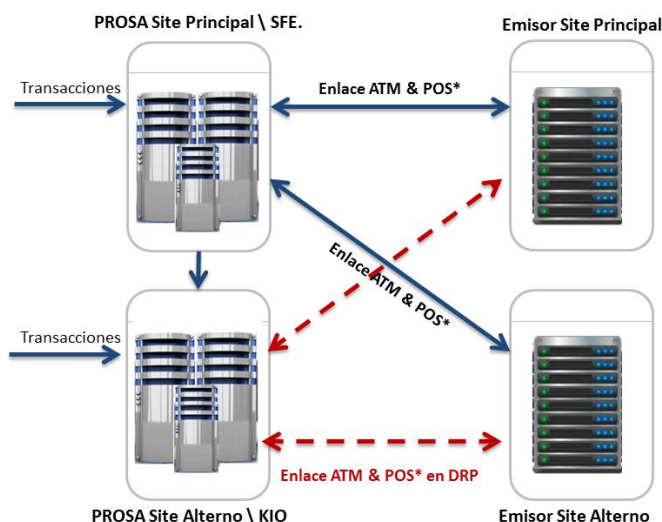 PROSA Site Principal \ SFE.
Emisor Site Principal
Transacciones
Enlace ATM & POS*
Enlace ATM & POS*
Transacciones
Enlace ATM & POS* en DRP
PROSA Site Alterno \ KIO
Emisor Site Alterno